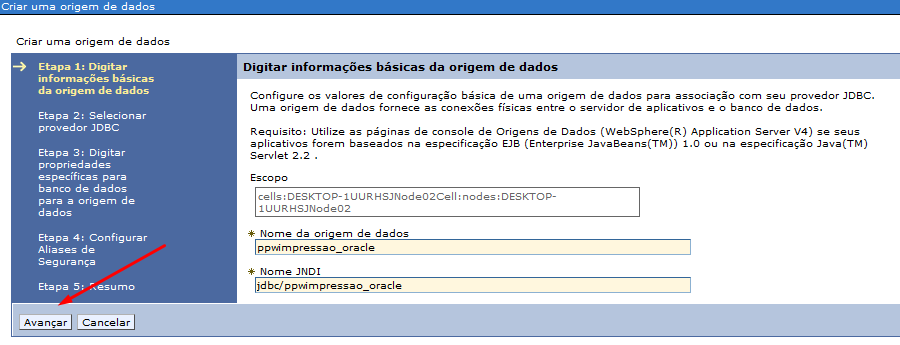 Criar uma origem de dados
Criar uma origem de dados
Etapa 1: Digitar
informações básicas
da origem de dados
Etapa 2: Selecionar
provedor JDBC
Etapa 3: Digitar
propriedades
específicas para
banco de dados
para a origem de
dados
Etapa 4: Configurar
Aliases de
Segurança
Etapa 5: Resumo
Digitar informações básicas da origem de dados
Configure os valores de configuração básica de uma origem de dados para associação com seu provedor JDBC.
Uma origem de dados fornece as conexões físicas entre o servidor de aplicativos e o banco de dados.
Requisito: Utilize as páginas de console de Origens de Dados (WebSphere(R) Application Server V4) se seus
aplicativos forem baseados na especificação EJB (Enterprise JavaBeans(TM)) 1.0 ou na especificação Java(TM)
Servlet 2.2 .
Escopo
cells:DESKTOP-1UURHSJNode02Cell:nodes:DESKTOP-
1UURHSJNode02
* Nome da origem de dados
ppwimpressao_oracle
* Nome JNDI
jdbc/ppwimpressao_oracle
Avançar Cancelar